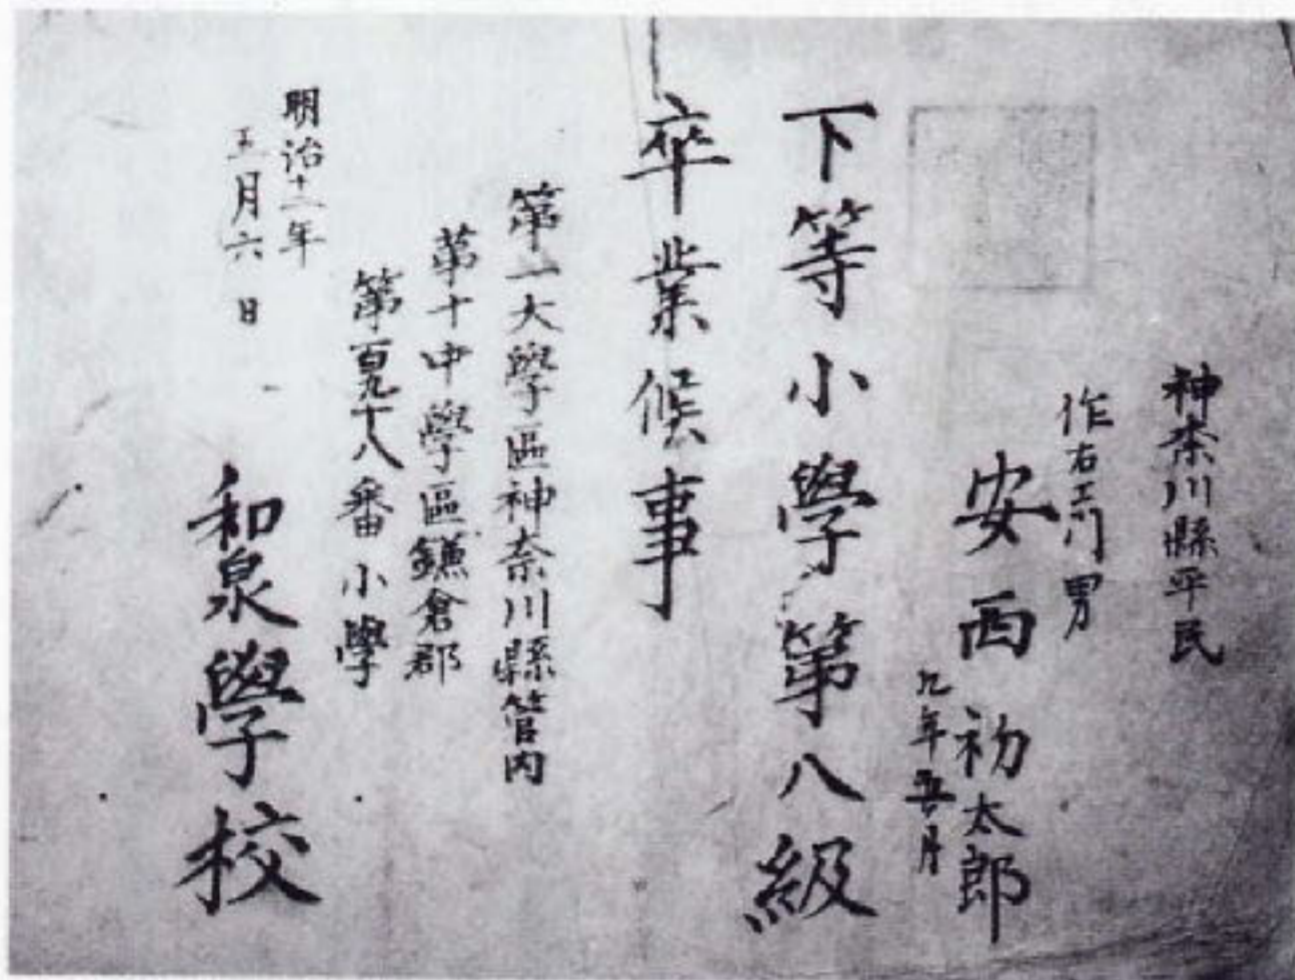 神奈川縣平民
作右エ門男
安西初太郎
九年五月
下等小學第八級
卒業候事
第一大學區神奈川縣管内
第十中學區鎌倉郡
第百九十八番小學
明治十二年
五月六日
和泉學校